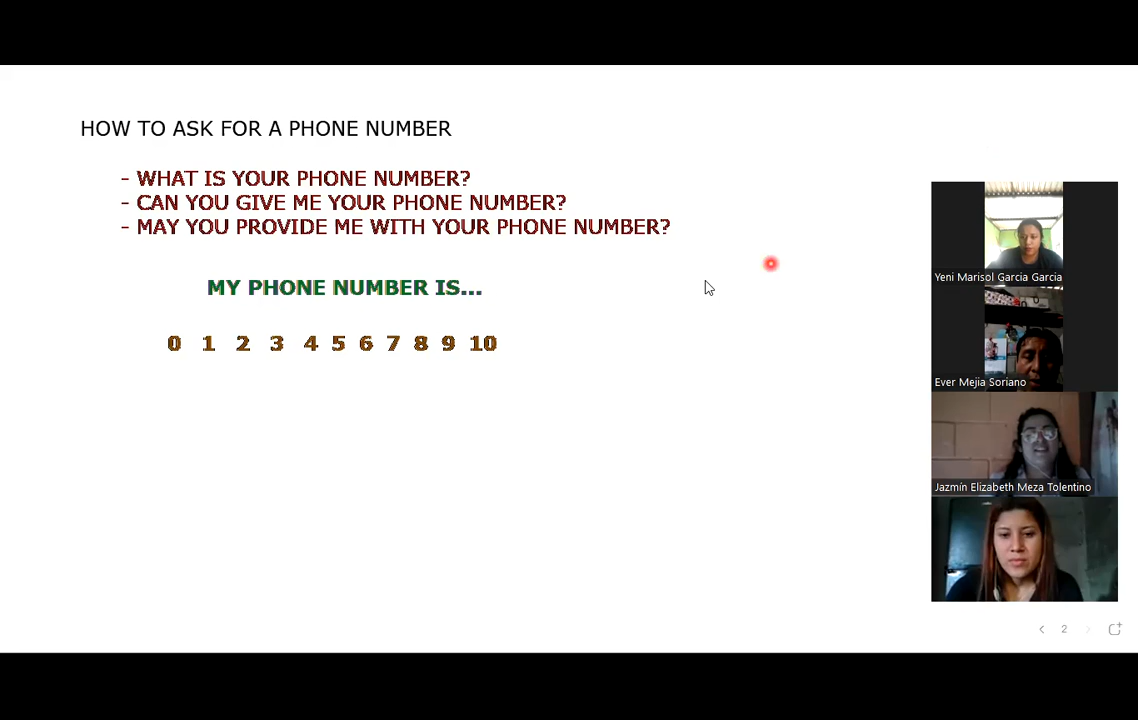 HOW TO ASK FOR A PHONE NUMBER
- WHAT IS YOUR PHONE NUMBER?
- CAN YOU GIVE ME YOUR PHONE NUMBER?
- MAY YOU PROVIDE ME WITH YOUR PHONE NUMBER?
MY PHONE NUMBER IS...
0 1 2 3 4 5 6 7 8 9 10
Yeni Marisol Garcia Garcia
Ever Mejia Soriano
Jazmín Elizabeth Meza Tolentino
2